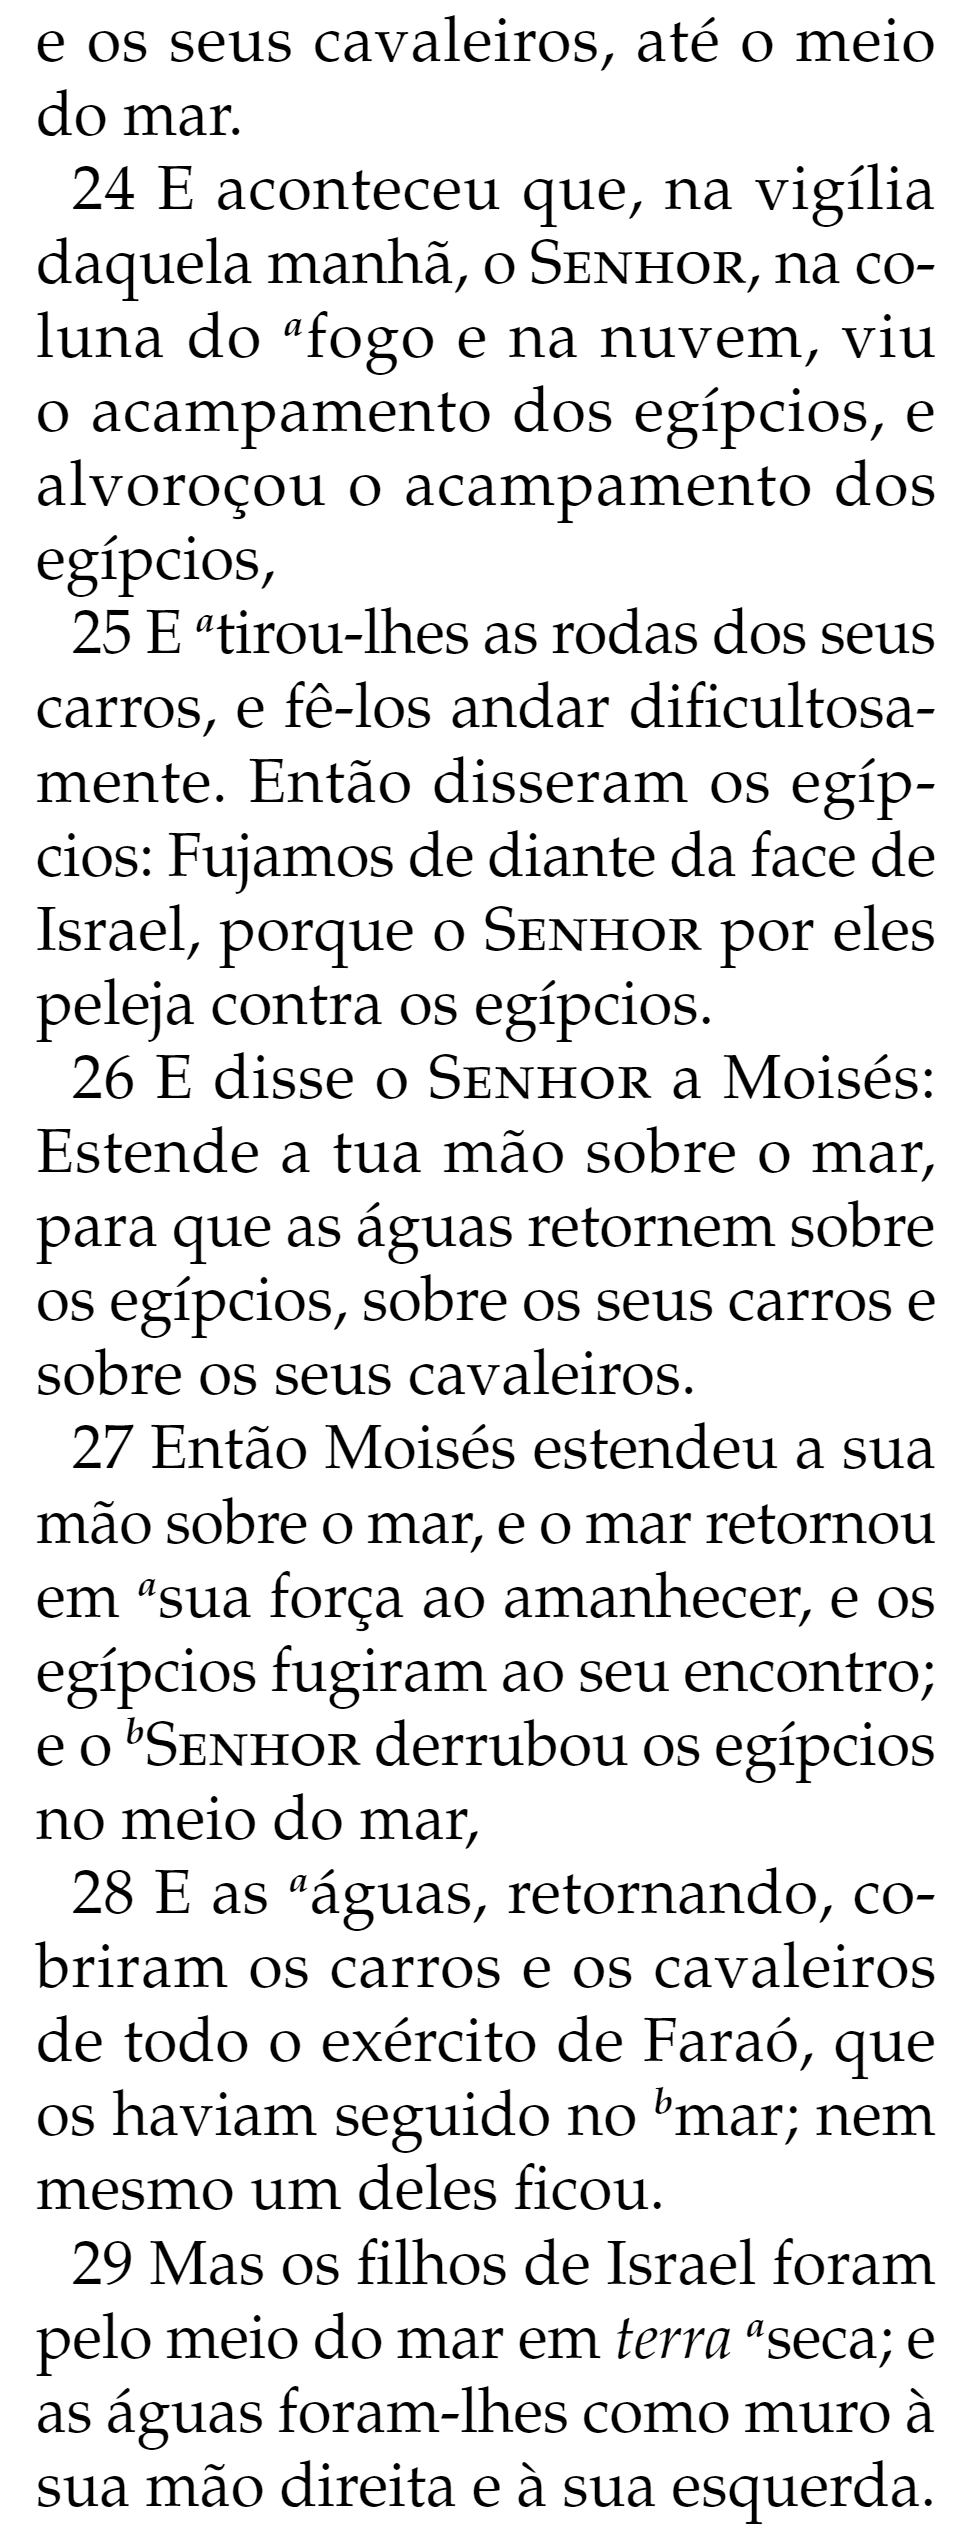 e os seus cavaleiros, até o meio
do mar.
24 E aconteceu que, na vigília
daquela manhã, o SENHOR, na co-
luna do ᵃfogo e na nuvem, viu
o acampamento dos egípcios, e
alvoroçou o acampamento dos
egípcios,
25 E ᵃtirou-lhes as rodas dos seus
carros, e fê-los andar dificultosa-
mente. Então disseram os egíp-
cios: Fujamos de diante da face de
Israel, porque o SENHOR por eles
peleja contra os egípcios.
26 E disse o SENHOR a Moisés:
Estende a tua mão sobre o mar,
para que as águas retornem sobre
os egípcios, sobre os seus carros e
sobre os seus cavaleiros.
27 Então Moisés estendeu a sua
mão sobre o mar, e o mar retornou
em ᵃsua força ao amanhecer, e os
egípcios fugiram ao seu encontro;
e o ᵇSENHOR derrubou os egípcios
no meio do mar,
28 E as ᵃáguas, retornando, co-
briram os carros e os cavaleiros
de todo o exército de Faraó, que
os haviam seguido no ᵇmar; nem
mesmo um deles ficou.
29 Mas os filhos de Israel foram
pelo meio do mar em terra ᵃseca; e
as águas foram-lhes como muro à
sua mão direita e à sua esquerda.